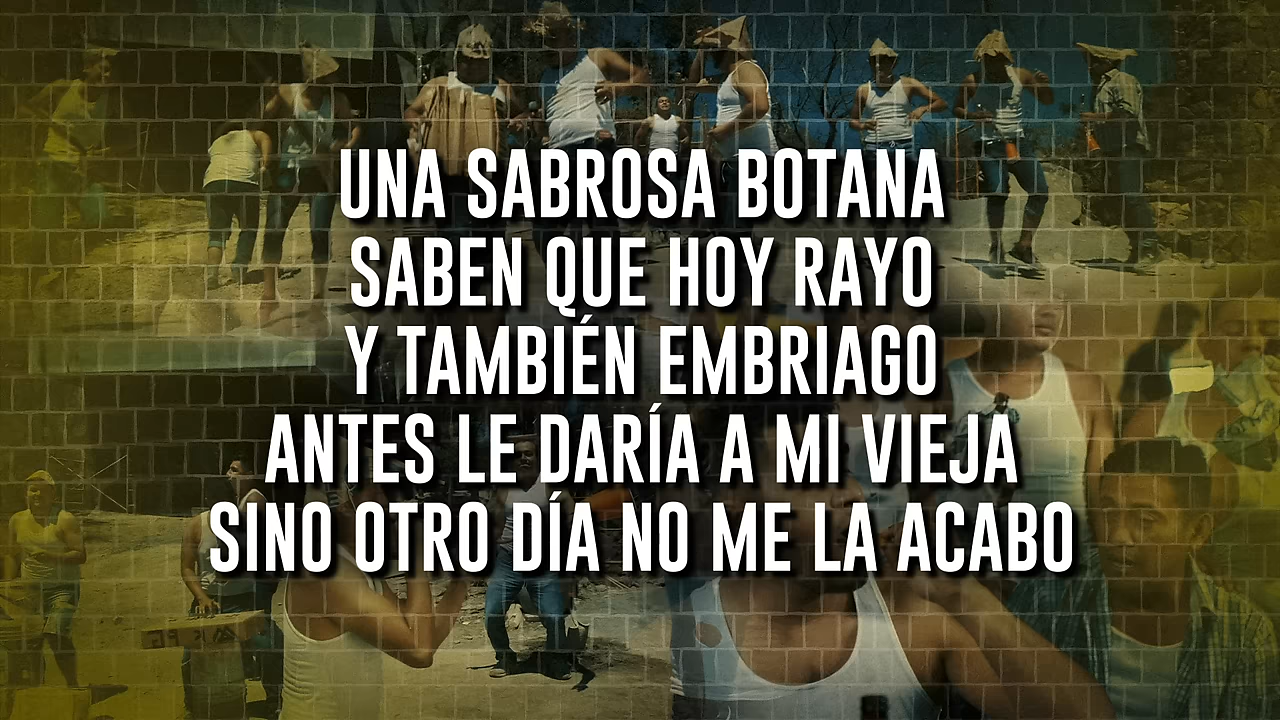 UNA SABROSA BOTANA
SABEN QUE HOY RAYO
Y TAMBIÉN EMBRIAGO
ANTES LE DARÍA A MI VIEJA
SINO OTRO DÍA NO ME LA ACABO